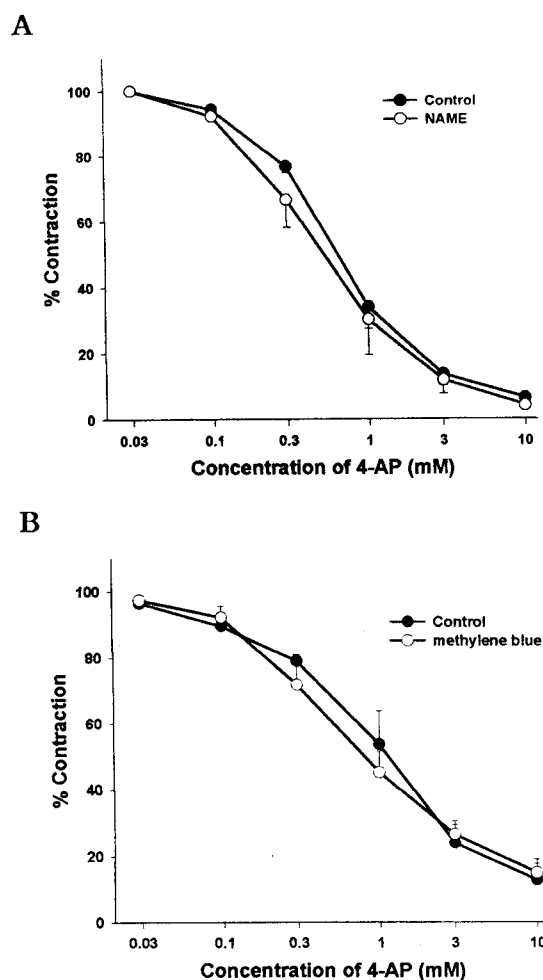 A
100
80
60
40
20
0
% Contraction
Control
NAME
0.03 0.1 0.3 1 3 10
Concentration of 4-AP (mM)
B
100
80
60
40
20
0
% Contraction
Control
methylene blue
0.03 0.1 0.3 1 3 10
Concentration of 4-AP (mM)